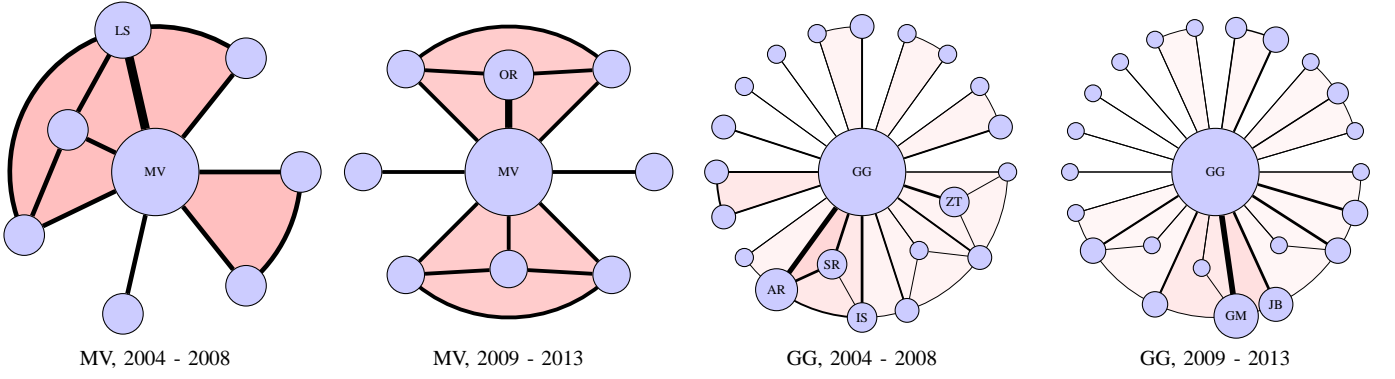 LS
MV
MV, 2004 - 2008
OR
MV
MV, 2009 - 2013
GG
ZT
SR
AR
IS
GG, 2004 - 2008
GG
JB
GM
GG, 2009 - 2013